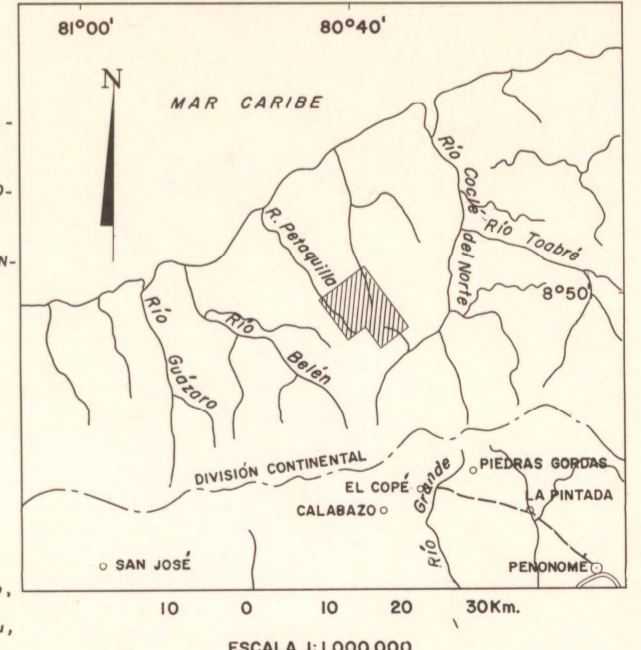 81°00'
80°40'
N
MAR CARIBE
Río Coclé del Norte
Río Toabré
R. Petaquilla
8°50'
Río Guázaro
Río Belén
DIVISIÓN CONTINENTAL
PIEDRAS GORDAS
EL COPÉ
Río Grande
LA PINTADA
CALABAZO
SAN JOSÉ
PENONOMÉ
10 0 10 20 30Km.
ESCALA 1:1.000.000